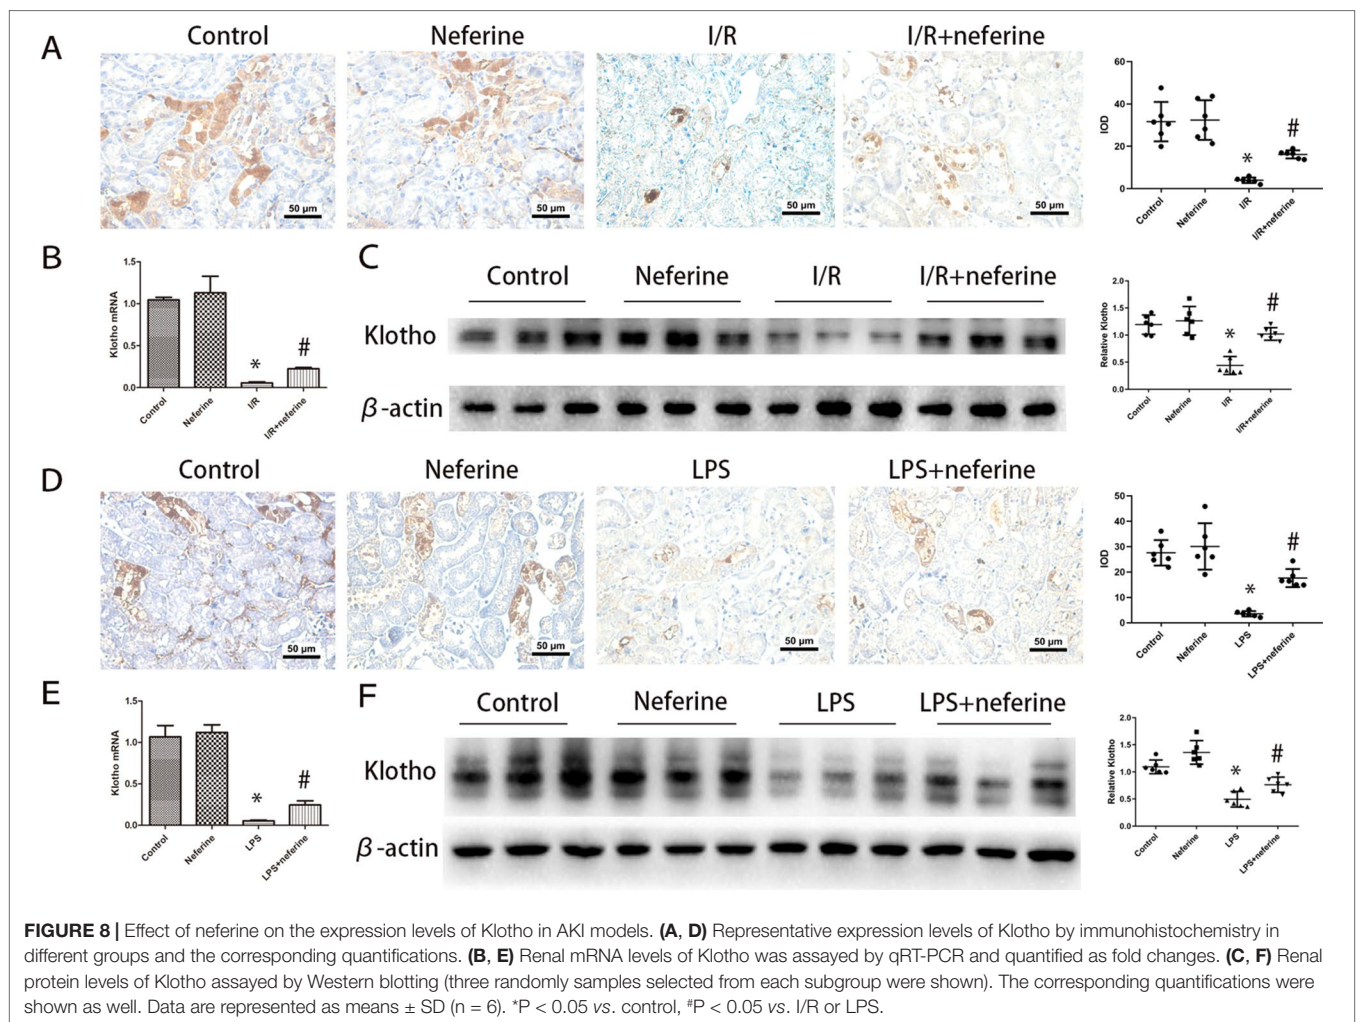 A
Control
Neferine
I/R
I/R+neferine
50 μm
50 μm
50 μm
50 μm
IOD
60
40
20
0
*
#
Control
Neferine
I/R
I/R+neferine
B
Klotho mRNA
1.5
1.0
0.5
0.0
*
#
Control
Neferine
I/R
I/R+neferine
C
Control
Neferine
I/R
I/R+neferine
Klotho
β-actin
Relative Klotho
2.0
1.5
1.0
0.5
0.0
*
#
Control
Neferine
I/R
I/R+neferine
D
Control
Neferine
LPS
LPS+neferine
50 μm
50 μm
50 μm
50 μm
IOD
50
40
30
20
10
0
*
#
Control
Neferine
LPS
LPS+neferine
E
Klotho mRNA
1.5
1.0
0.5
0.0
*
#
Control
Neferine
LPS
LPS+neferine
F
Control
Neferine
LPS
LPS+neferine
Klotho
β-actin
Relative Klotho
2.0
1.5
1.0
0.5
0.0
*
#
Control
Neferine
LPS
LPS+neferine
FIGURE 8 | Effect of neferine on the expression levels of Klotho in AKI models. (A, D) Representative expression levels of Klotho by immunohistochemistry in
different groups and the corresponding quantifications. (B, E) Renal mRNA levels of Klotho was assayed by qRT-PCR and quantified as fold changes. (C, F) Renal
protein levels of Klotho assayed by Western blotting (three randomly samples selected from each subgroup were shown). The corresponding quantifications were
shown as well. Data are represented as means ± SD (n = 6). *P < 0.05 vs. control, #P < 0.05 vs. I/R or LPS.